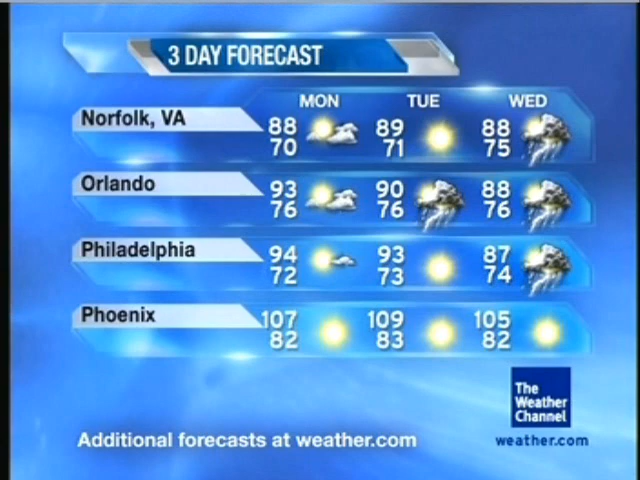 3 DAY FORECAST
MON TUE WED
Norfolk, VA 88 89 88
70 71 75
Orlando 93 90 88
76 76 76
Philadelphia 94 93 87
72 73 74
Phoenix 107 109 105
82 83 82
The
Weather
Channel
Additional forecasts at weather.com weather.com